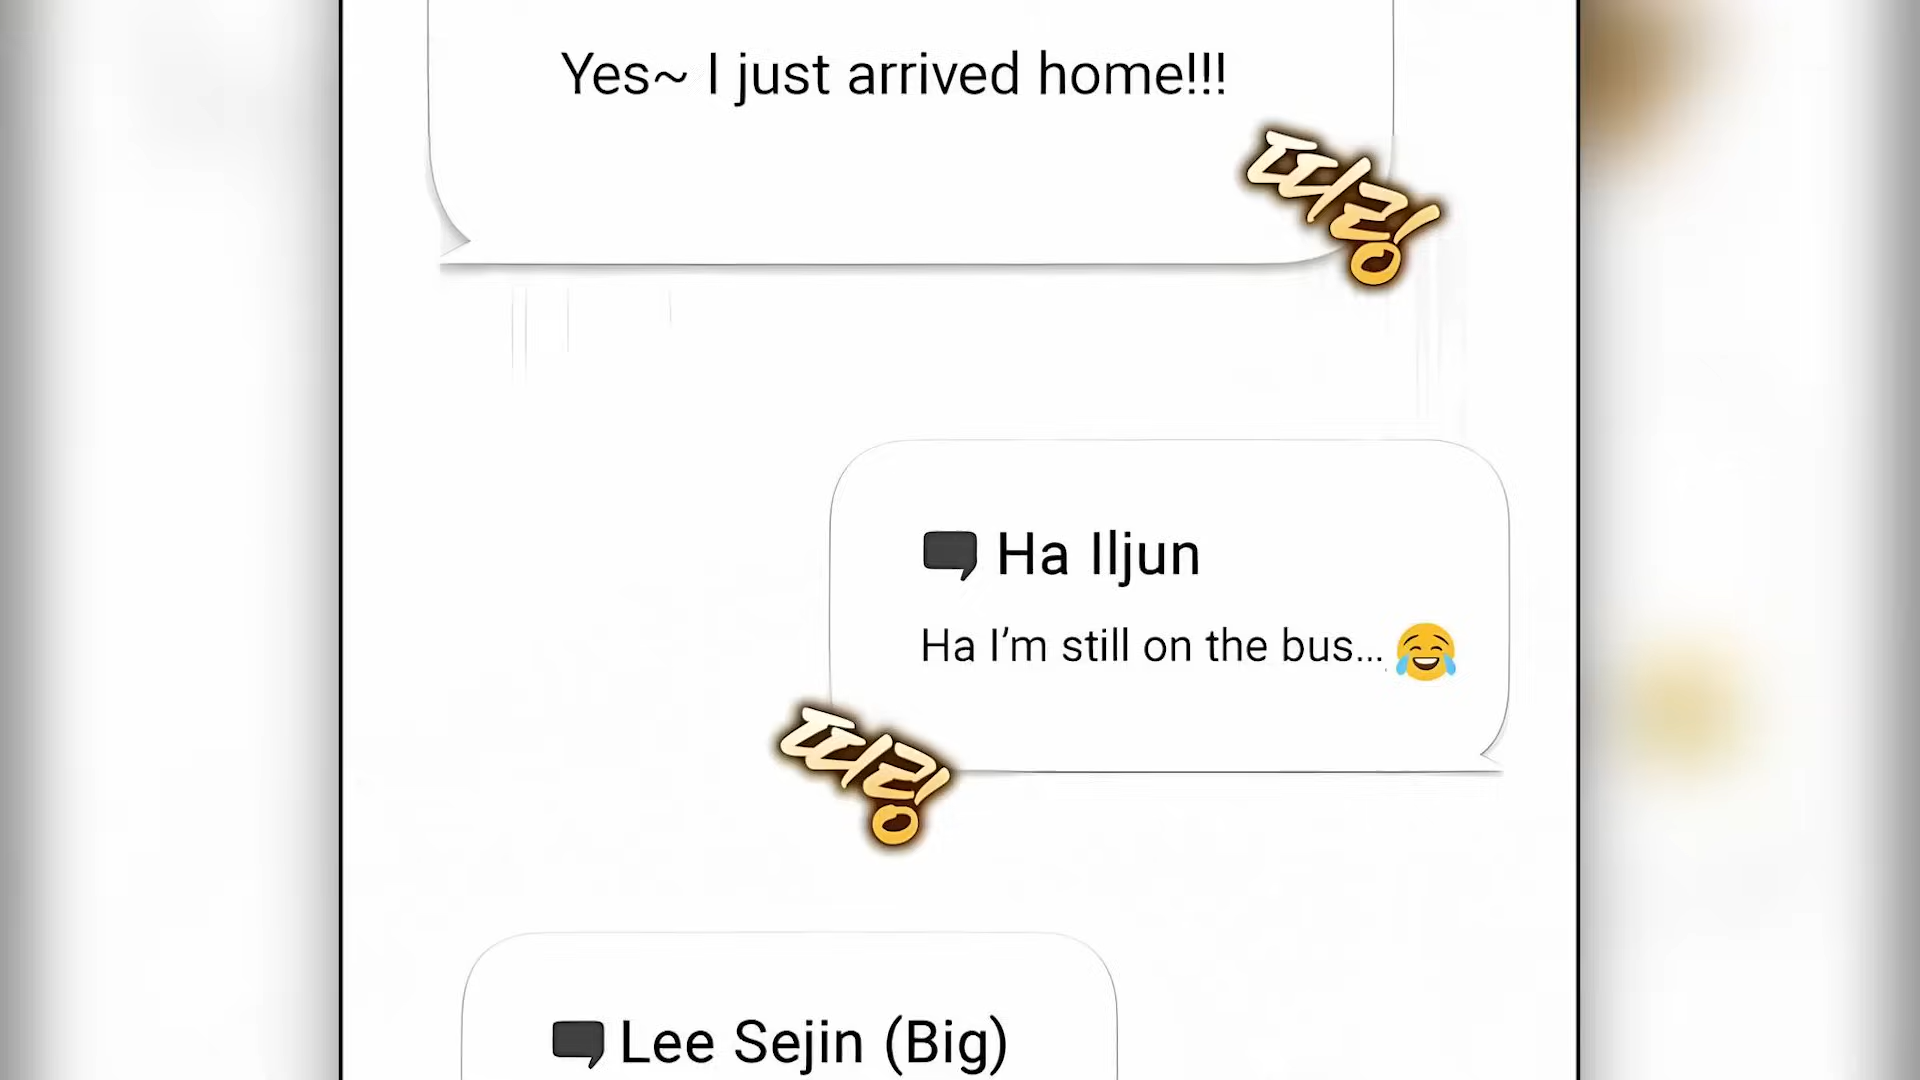 Yes~ I just arrived home!!!
띠링
Ha Iljun
Ha I’m still on the bus...😂
띠링
Lee Sejin (Big)